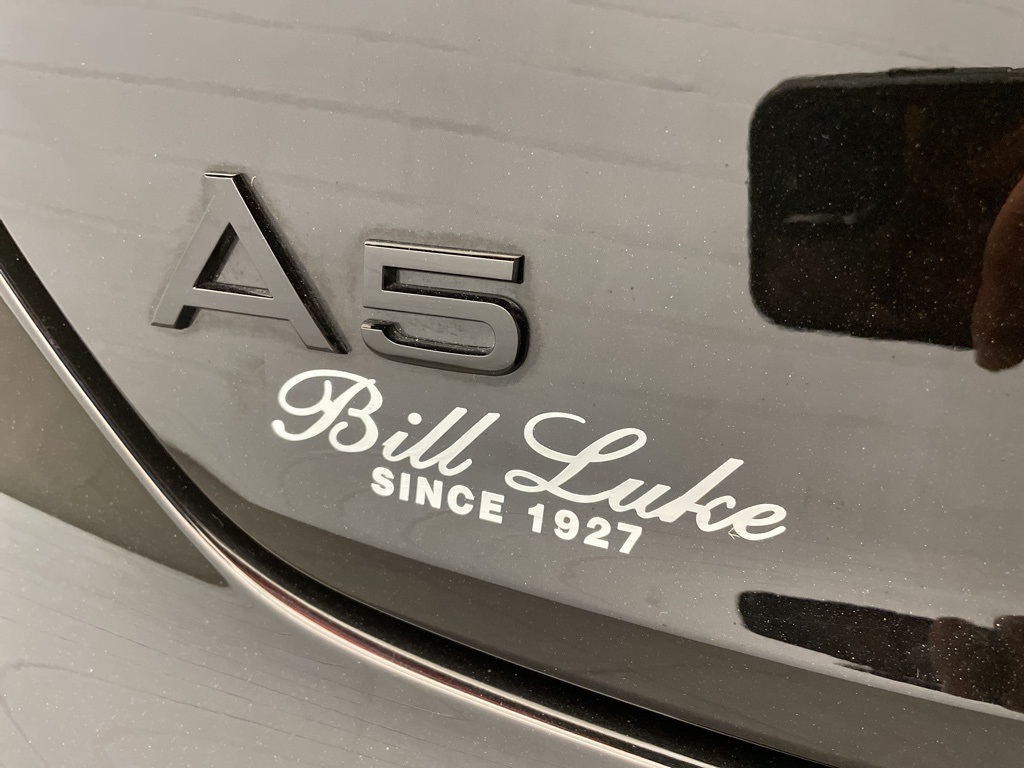 A5
Bill Luke
SINCE 1927